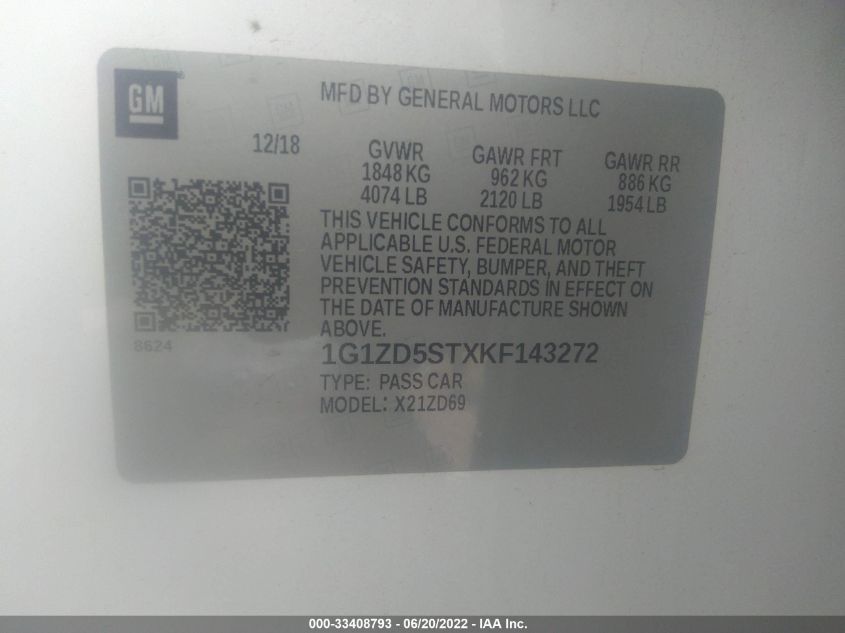 GM
MFD BY GENERAL MOTORS LLC
12/18
GVWR GAWR FRT GAWR RR
1848 KG 962 KG 886 KG
4074 LB 2120 LB 1954 LB
THIS VEHICLE CONFORMS TO ALL
APPLICABLE U.S. FEDERAL MOTOR
VEHICLE SAFETY, BUMPER, AND THEFT
PREVENTION STANDARDS IN EFFECT ON
THE DATE OF MANUFACTURE SHOWN
ABOVE.
8624
1G1ZD5STXKF143272
TYPE: PASS CAR
MODEL: X21ZD69
000-33408793 - 06/20/2022 - IAA Inc.